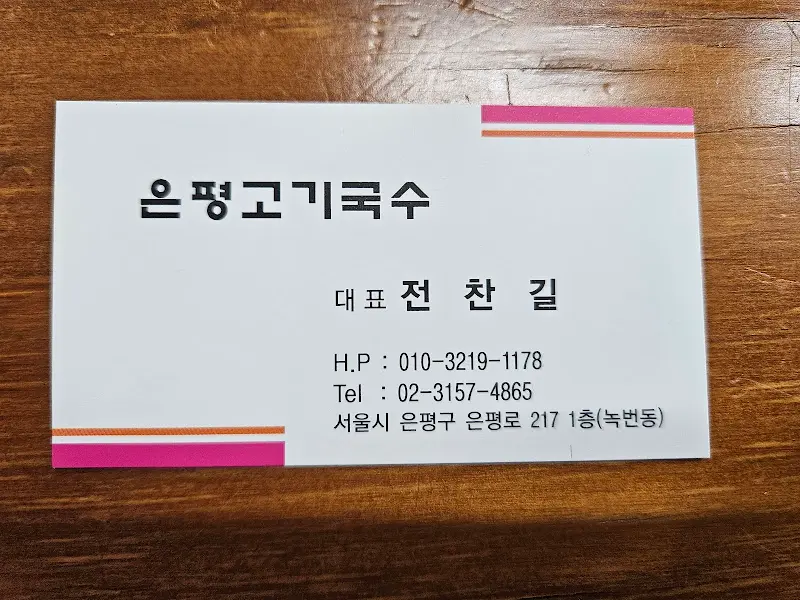 은평고기국수
대표 전 찬 길
H.P : 010-3219-1178
Tel : 02-3157-4865
서울시 은평구 은평로 217 1층(녹번동)